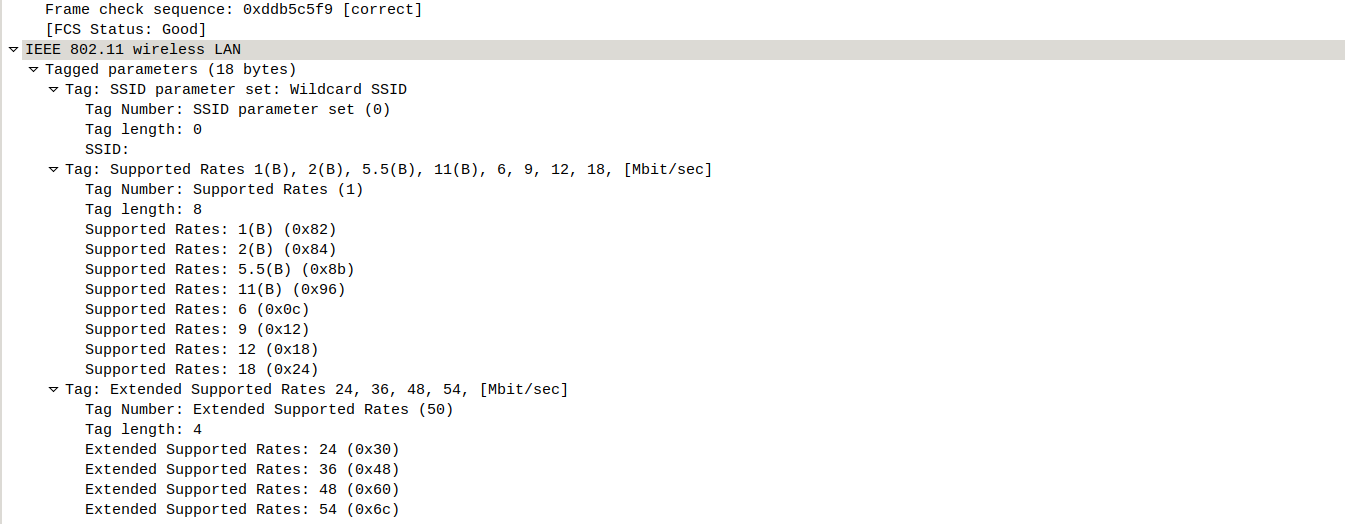 Frame check sequence: 0xddb5c5f9 [correct]
[FCS Status: Good]
IEEE 802.11 wireless LAN
Tagged parameters (18 bytes)
Tag: SSID parameter set: Wildcard SSID
Tag Number: SSID parameter set (0)
Tag length: 0
SSID:
Tag: Supported Rates 1(B), 2(B), 5.5(B), 11(B), 6, 9, 12, 18, [Mbit/sec]
Tag Number: Supported Rates (1)
Tag length: 8
Supported Rates: 1(B) (0x82)
Supported Rates: 2(B) (0x84)
Supported Rates: 5.5(B) (0x8b)
Supported Rates: 11(B) (0x96)
Supported Rates: 6 (0x0c)
Supported Rates: 9 (0x12)
Supported Rates: 12 (0x18)
Supported Rates: 18 (0x24)
Tag: Extended Supported Rates 24, 36, 48, 54, [Mbit/sec]
Tag Number: Extended Supported Rates (50)
Tag length: 4
Extended Supported Rates: 24 (0x30)
Extended Supported Rates: 36 (0x48)
Extended Supported Rates: 48 (0x60)
Extended Supported Rates: 54 (0x6c)